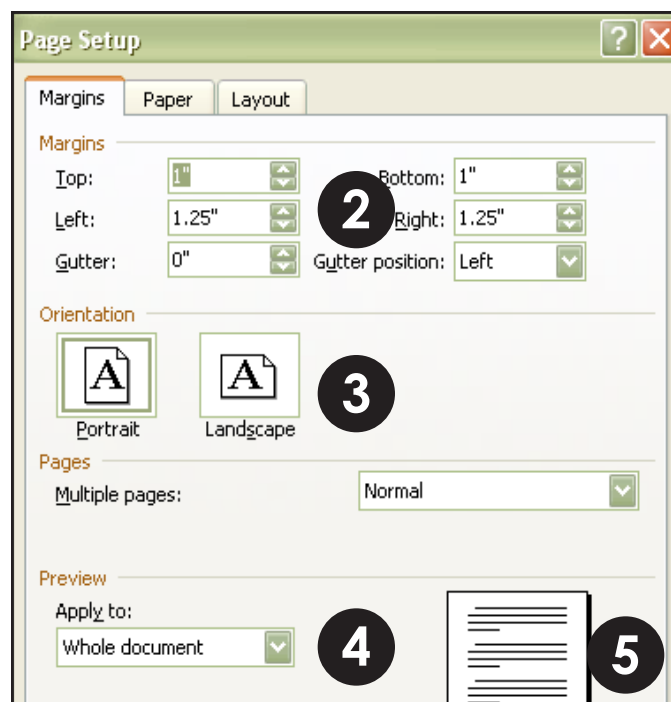 Page Setup ?
Margins Paper Layout
Margins
Top: 1" Bottom: 1"
Left: 1.25" 2 Right: 1.25"
Gutter: 0" Gutter position: Left
Orientation
A A 3
Portrait Landscape
Pages
Multiple pages: Normal
Preview
Apply to:
Whole document 4 5